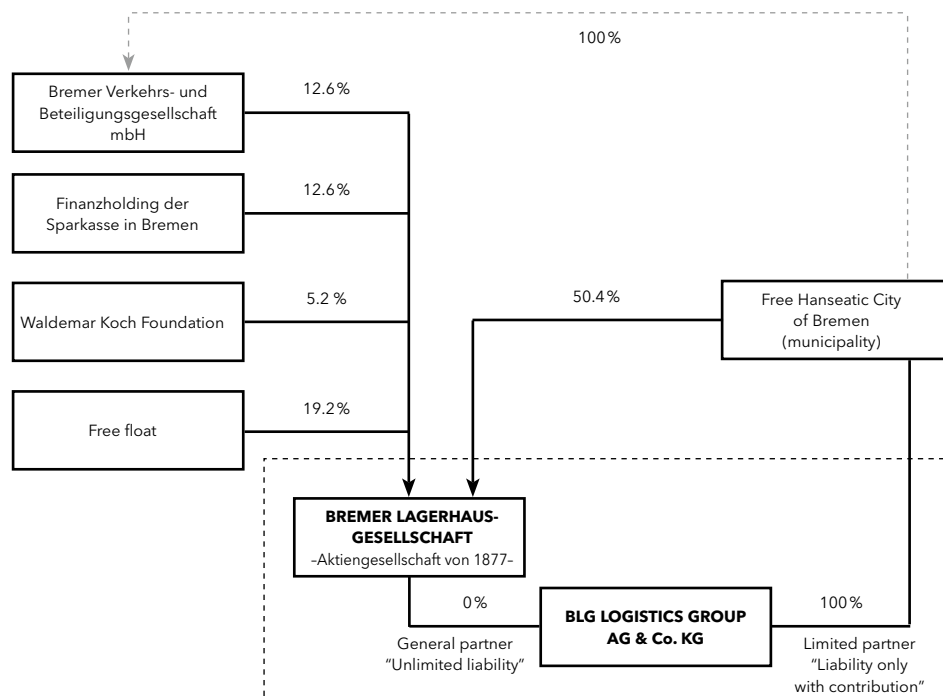 100%
Bremer Verkehrs- und
Beteiligungsgesellschaft
mbH
12.6%
Finanzholding der
Sparkasse in Bremen
12.6%
Waldemar Koch Foundation
5.2 %
Free float
19.2%
50.4%
Free Hanseatic City
of Bremen
(municipality)
BREMER LAGERHAUS-
GESELLSCHAFT
–Aktiengesellschaft von 1877–
0%
General partner
“Unlimited liability”
BLG LOGISTICS GROUP
AG & Co. KG
100%
Limited partner
“Liability only
with contribution”